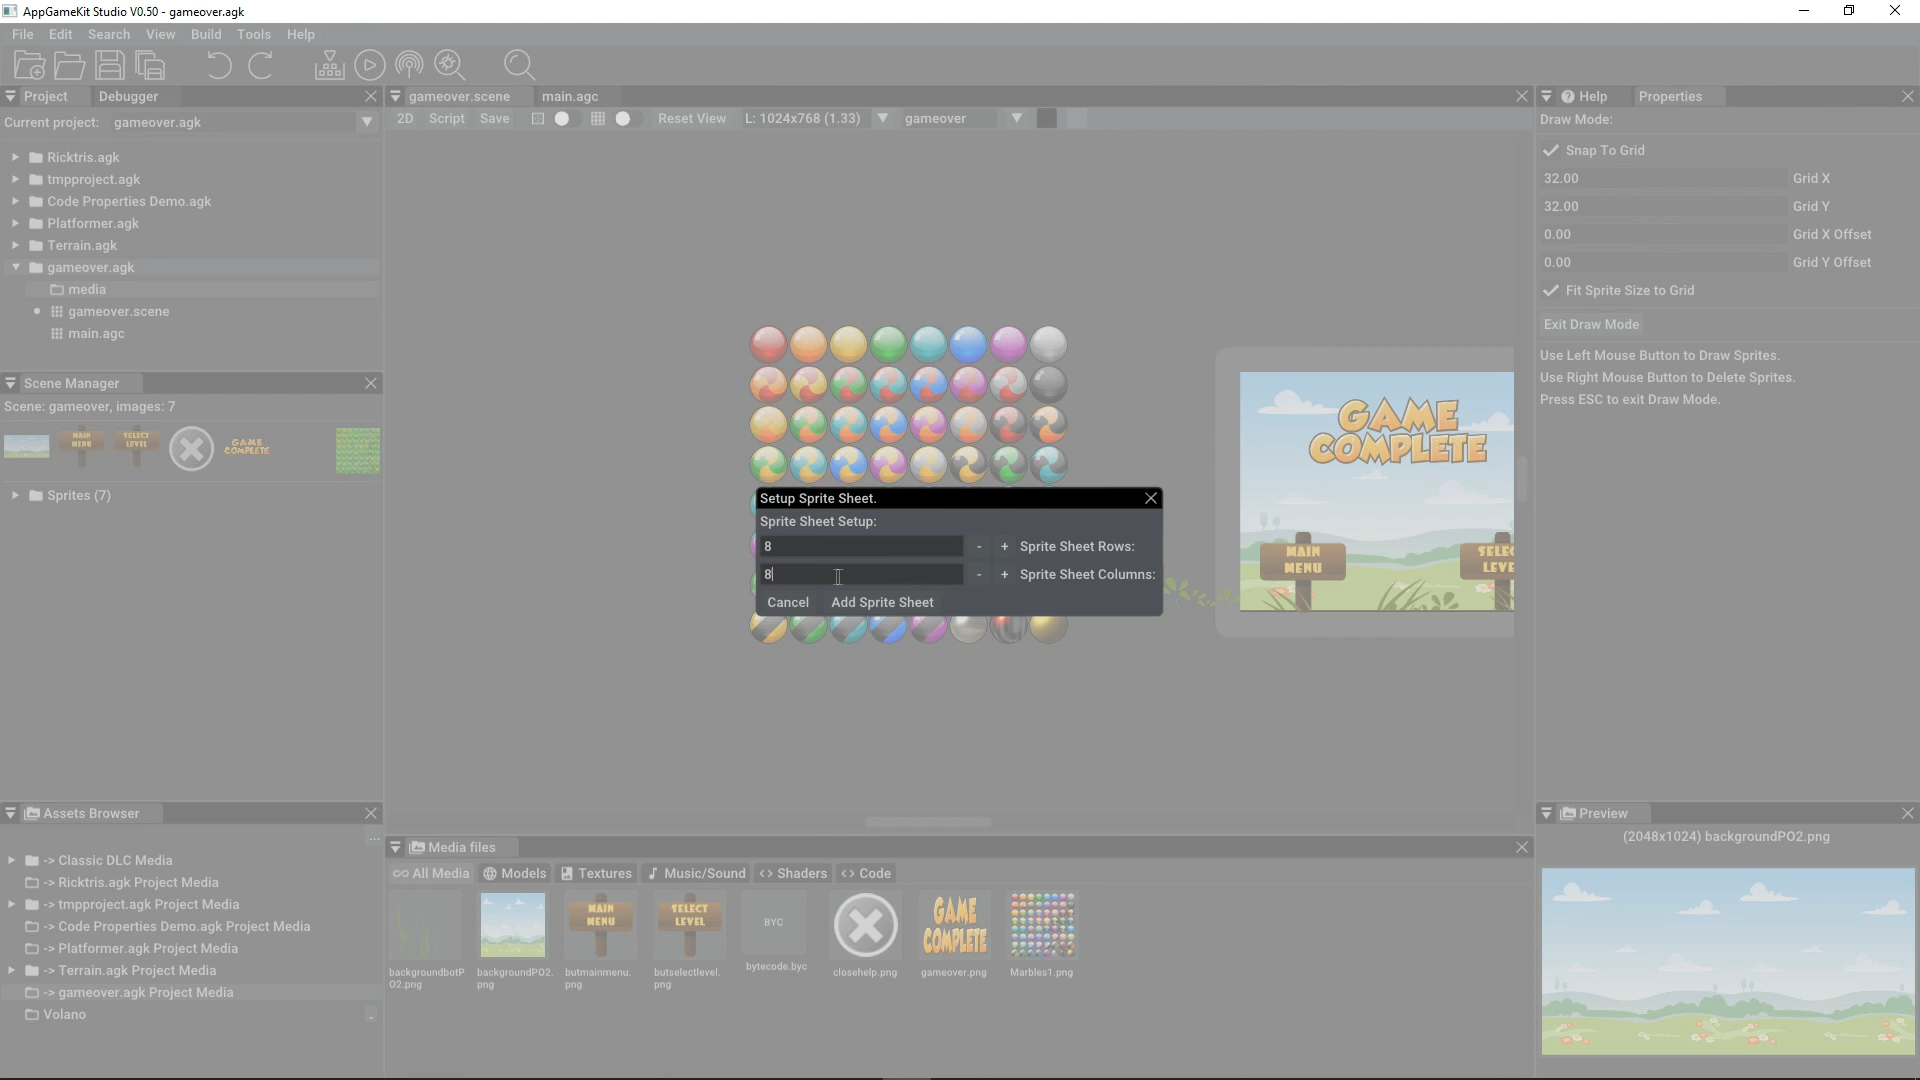 AppGameKit Studio V0.50 - gameover.agk
File Edit Search View Build Tools Help
Project Debugger
Current project: gameover.agk
Ricktris.agk
tmpproject.agk
Code Properties Demo.agk
Platformer.agk
Terrain.agk
gameover.agk
media
gameover.scene
main.agc
Scene Manager
Scene: gameover, images: 7
MAIN MENU
SELECT LEVEL
GAME COMPLETE
Sprites (7)
Assets Browser
...
-> Classic DLC Media
-> Ricktris.agk Project Media
-> tmpproject.agk Project Media
-> Code Properties Demo.agk Project Media
-> Platformer.agk Project Media
-> Terrain.agk Project Media
-> gameover.agk Project Media
Volano
gameover.scene main.agc
2D Script Save Reset View L: 1024x768 (1.33) gameover
GAME
COMPLETE
MAIN
MENU
SELEC
LEV
Setup Sprite Sheet.
Sprite Sheet Setup:
8 - + Sprite Sheet Rows:
8 - + Sprite Sheet Columns:
Cancel Add Sprite Sheet
Media files
All Media Models Textures Music/Sound <> Shaders <> Code
MAIN
MENU
SELECT
LEVEL
BYC
GAME
COMPLETE
backgroundbotP
O2.png
backgroundPO2.
png
butmainmenu.
png
butselectlevel.
png
bytecode.byc
closehelp.png
gameover.png
Marbles1.png
Help Properties
Draw Mode:
Snap To Grid
32.00 Grid X
32.00 Grid Y
0.00 Grid X Offset
0.00 Grid Y Offset
Fit Sprite Size to Grid
Exit Draw Mode
Use Left Mouse Button to Draw Sprites.
Use Right Mouse Button to Delete Sprites.
Press ESC to exit Draw Mode.
Preview
(2048x1024) backgroundPO2.png